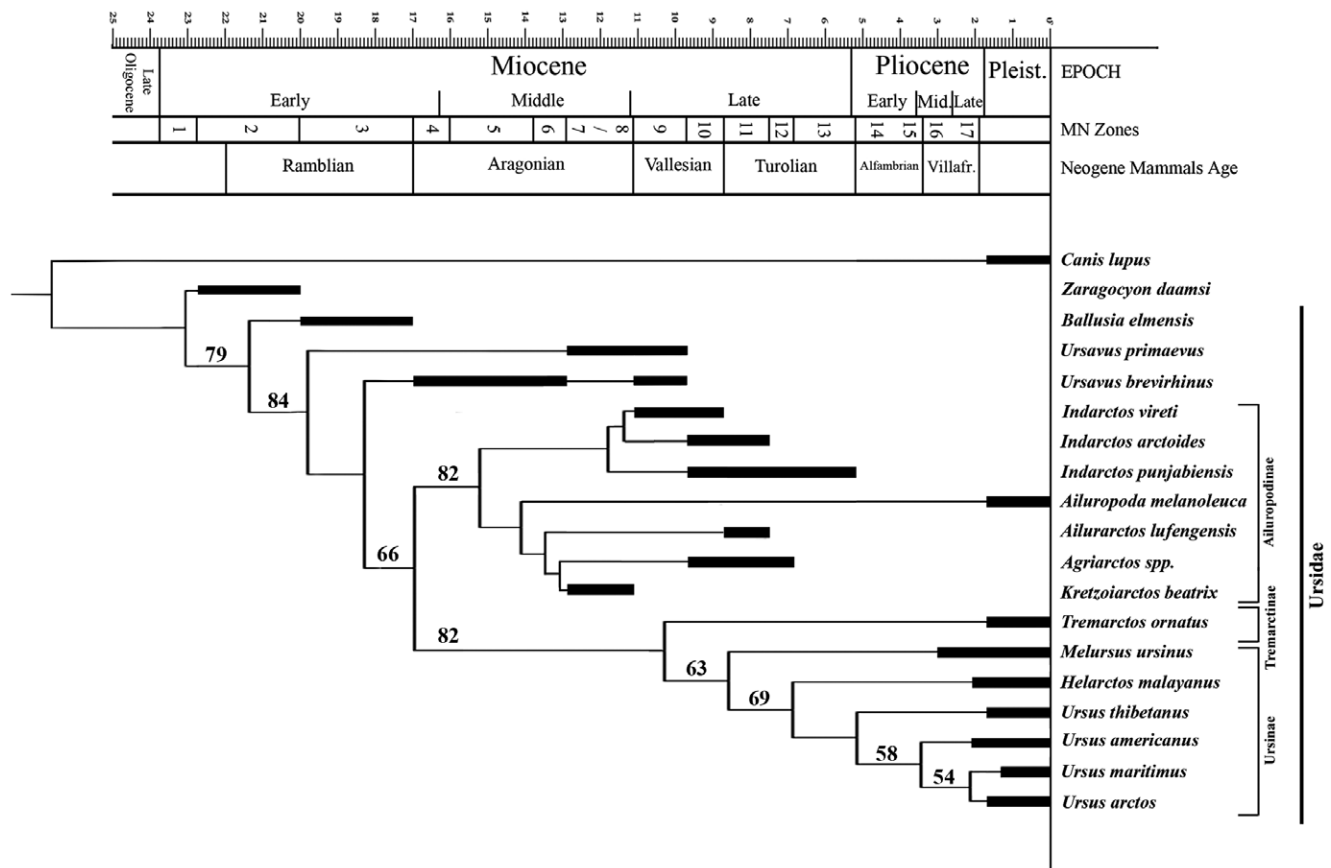 25 24 23 22 21 20 19 18 17 16 15 14 13 12 11 10 9 8 7 6 5 4 3 2 1 0
Late Oligocene Miocene Pliocene Pleist. EPOCH
Early Middle Late Early Mid. Late
1 2 3 4 5 6 7 / 8 9 10 11 12 13 14 15 16 17 MN Zones
Ramblian Aragonian Vallesian Turolian Alfambrian Villafr. Neogene Mammals Age
Canis lupus
Zaragocyon daamsi
Ballusia elmensis
Ursavus primaevus
79
Ursavus brevirhinus
84
Indarctos vireti
Indarctos arctoides
Indarctos punjabiensis
82
Ailuropoda melanoleuca
Ailurarctos lufengensis
66
Agriarctos spp.
Kretzoiarctos beatrix
Ailuropodinae
Tremarctos ornatus
82
Tremarctinae
Melursus ursinus
63
Helarctos malayanus
69
Ursus thibetanus
Ursus americanus
58
Ursus maritimus
54
Ursus arctos
Ursinae
Ursidae